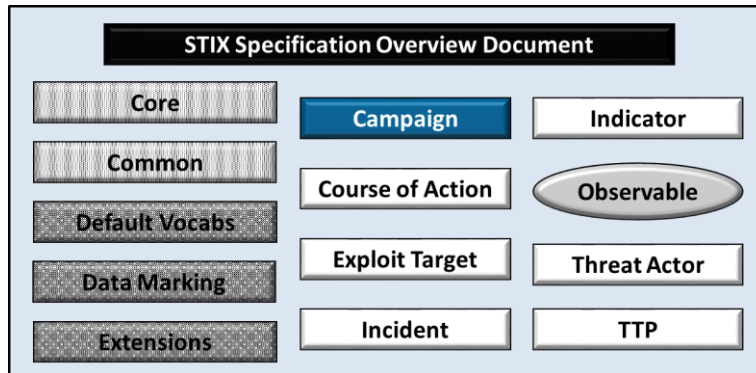 STIX Specification Overview Document
Core
Common
Default Vocabs
Data Marking
Extensions
Campaign
Course of Action
Exploit Target
Incident
Indicator
Observable
Threat Actor
TTP